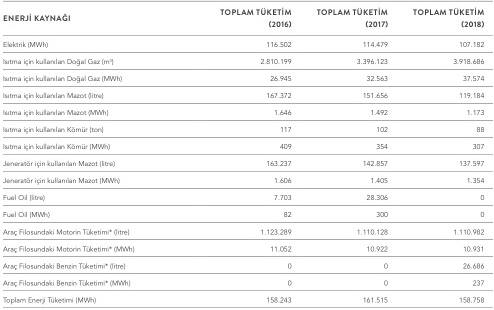 ENERJİ KAYNAĞI TOPLAM TÜKETİM (2016) TOPLAM TÜKETİM (2017) TOPLAM TÜKETİM (2018)
Elektrik (MWh) 116.502 114.479 107.182
Isıtma için kullanılan Doğal Gaz (m³) 2.810.199 3.396.123 3.918.686
Isıtma için kullanılan Doğal Gaz (MWh) 26.945 32.563 37.574
Isıtma için kullanılan Mazot (litre) 167.372 151.656 119.184
Isıtma için kullanılan Mazot (MWh) 1.646 1.492 1.173
Isıtma için kullanılan Kömür (ton) 117 102 88
Isıtma için kullanılan Kömür (MWh) 409 354 307
Jeneratör için kullanılan Mazot (litre) 163.237 142.857 137.597
Jeneratör için kullanılan Mazot (MWh) 1.606 1.405 1.354
Fuel Oil (litre) 7.703 28.306 0
Fuel Oil (MWh) 82 300 0
Araç Filosundaki Motorin Tüketimi* (litre) 1.123.289 1.110.128 1.110.982
Araç Filosundaki Motorin Tüketimi* (MWh) 11.052 10.922 10.931
Araç Filosundaki Benzin Tüketimi* (litre) 0 0 26.686
Araç Filosundaki Benzin Tüketimi* (MWh) 0 0 237
Toplam Enerji Tüketimi (MWh) 158.243 161.515 158.758